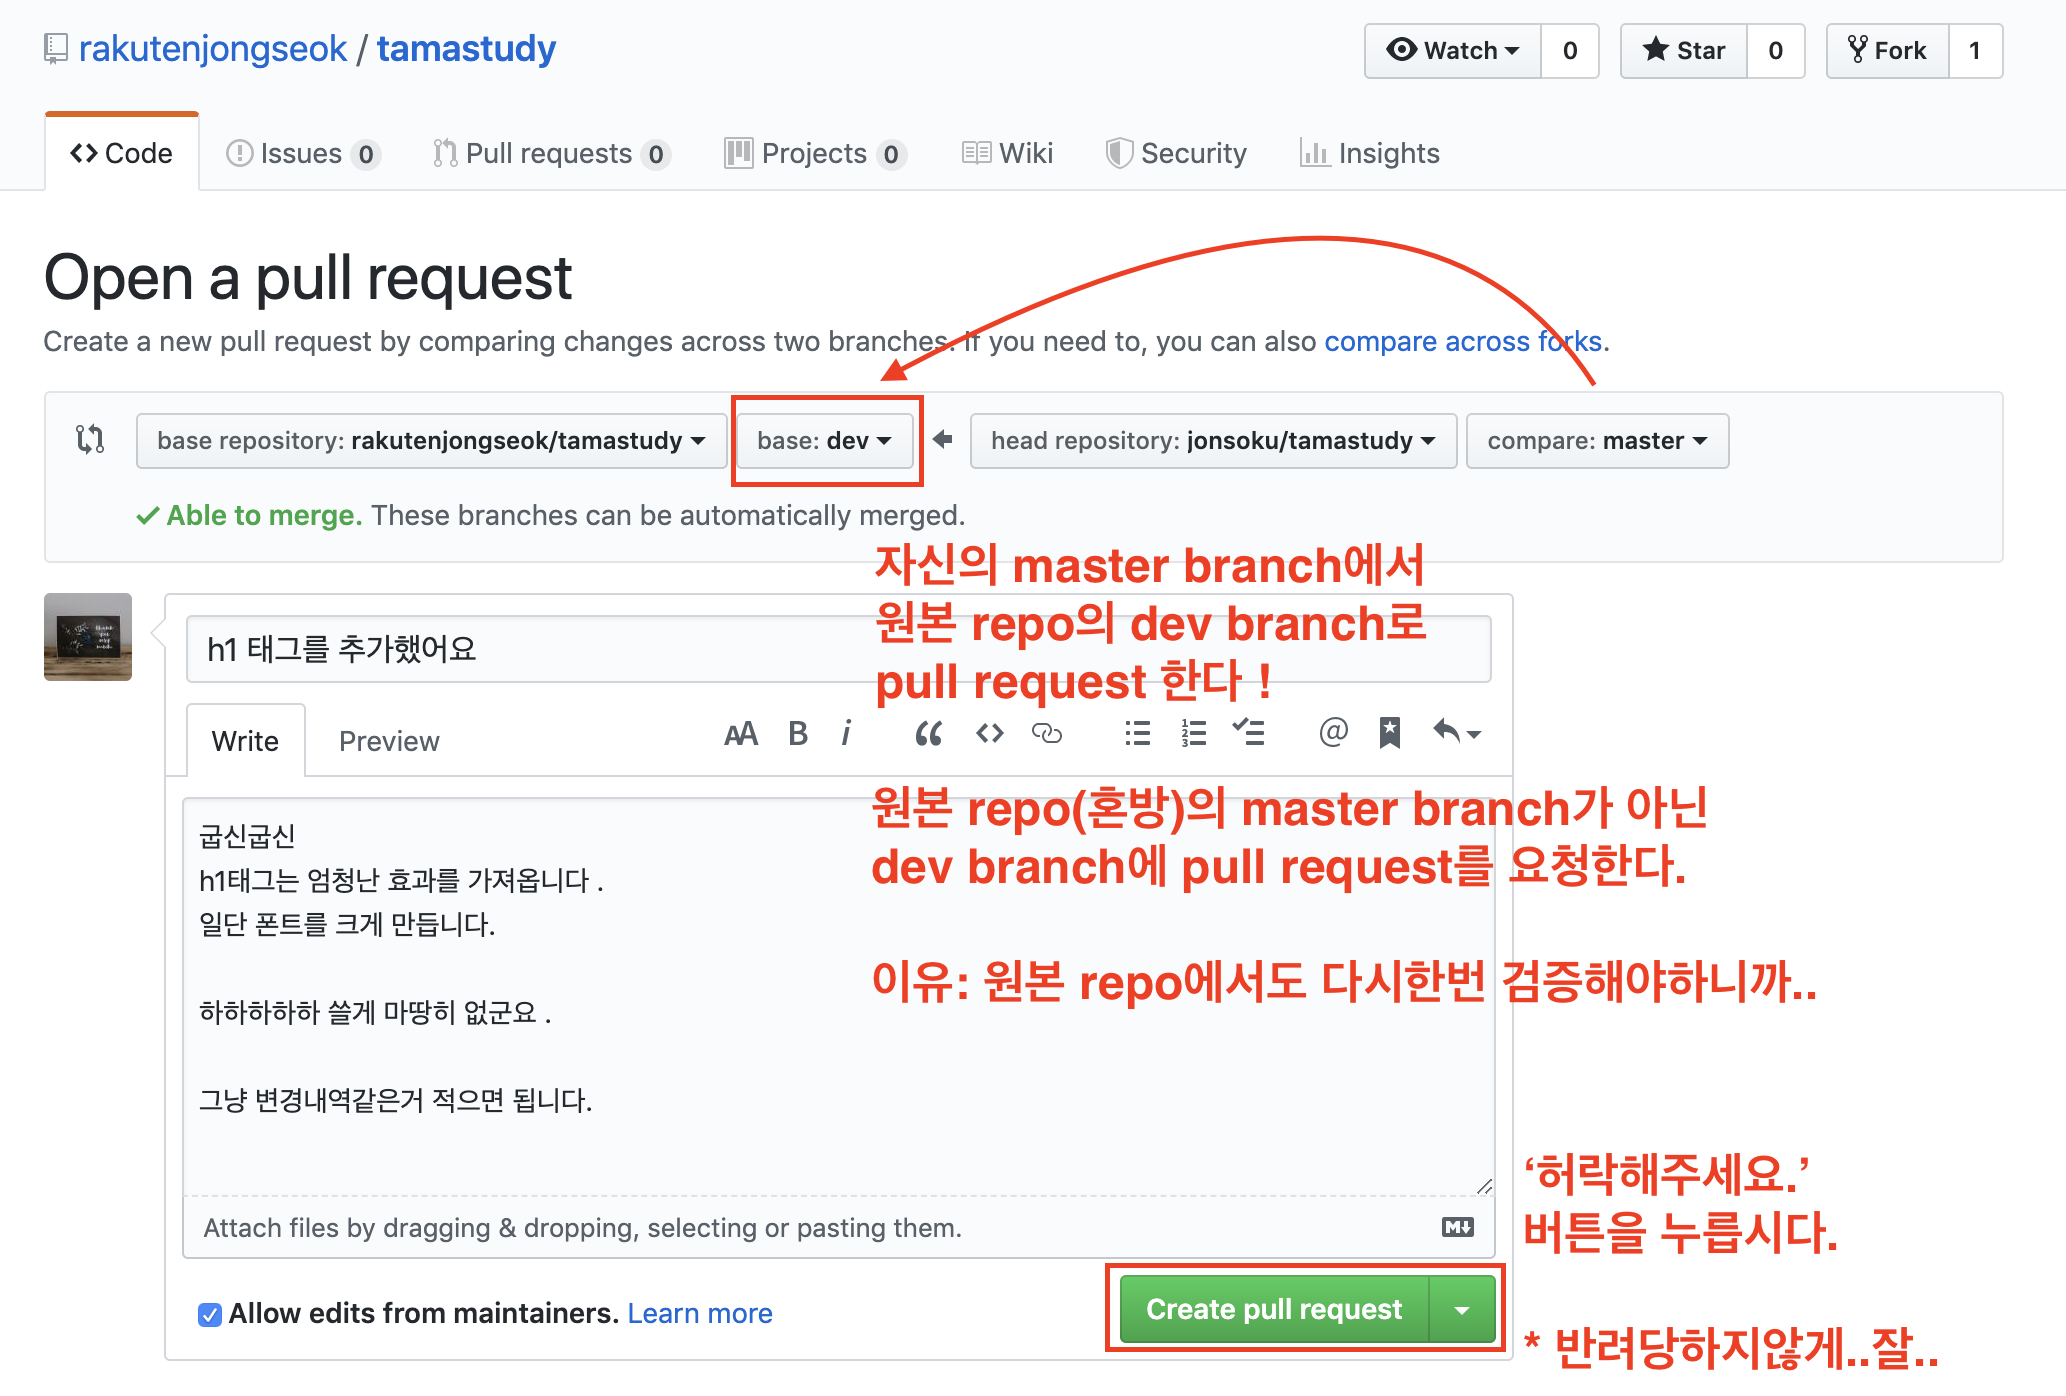 rakutenjongseok / tamastudy
Watch 0
Star 0
Fork 1
Code
Issues 0
Pull requests 0
Projects 0
Wiki
Security
Insights
Open a pull request
Create a new pull request by comparing changes across two branches. If you need to, you can also compare across forks.
base repository: rakutenjongseok/tamastudy
base: dev
head repository: jonsoku/tamastudy
compare: master
Able to merge. These branches can be automatically merged.
자신의 master branch에서
원본 repo의 dev branch로
pull request 한다 !
h1 태그를 추가했어요
Write
Preview
AA B i
원본 repo(혼방)의 master branch가 아닌
dev branch에 pull request를 요청한다.
이유: 원본 repo에서도 다시한번 검증해야하니까..
굽신굽신
h1태그는 엄청난 효과를 가져옵니다 .
일단 폰트를 크게 만듭니다.
하하하하하 쓸게 마땅히 없군요 .
그냥 변경내역같은거 적으면 됩니다.
Attach files by dragging & dropping, selecting or pasting them.
‘허락해주세요.’
버튼을 누릅시다.
Allow edits from maintainers. Learn more
Create pull request
* 반려당하지않게..잘..